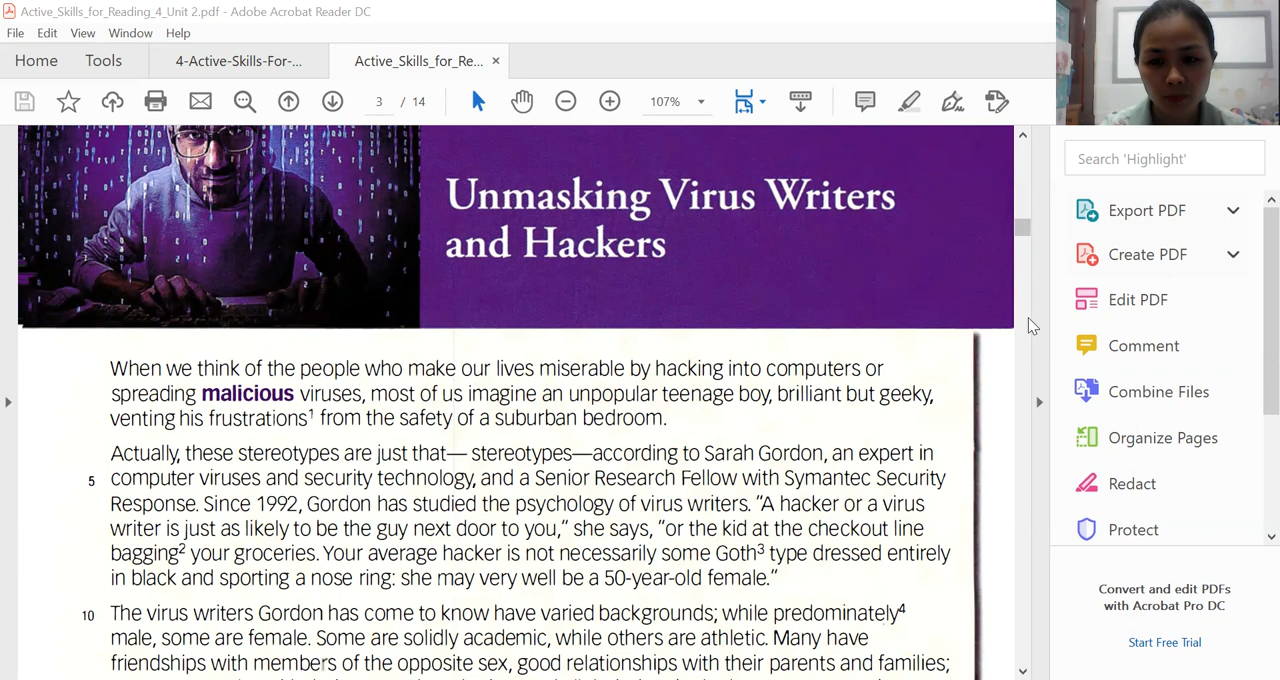 Active_Skills_for_Reading_4_Unit 2.pdf - Adobe Acrobat Reader DC
File Edit View Window Help
Home Tools 4-Active-Skills-For-... Active_Skills_for_Re... ×
3 / 14 107%
Search 'Highlight'
Export PDF
Create PDF
Edit PDF
Comment
Combine Files
Organize Pages
Redact
Protect
Convert and edit PDFs
with Acrobat Pro DC
Start Free Trial
Unmasking Virus Writers
and Hackers
When we think of the people who make our lives miserable by hacking into computers or
spreading malicious viruses, most of us imagine an unpopular teenage boy, brilliant but geeky,
venting his frustrations¹ from the safety of a suburban bedroom.
Actually, these stereotypes are just that— stereotypes—according to Sarah Gordon, an expert in
5 computer viruses and security technology, and a Senior Research Fellow with Symantec Security
Response. Since 1992, Gordon has studied the psychology of virus writers. “A hacker or a virus
writer is just as likely to be the guy next door to you,” she says, “or the kid at the checkout line
bagging² your groceries. Your average hacker is not necessarily some Goth³ type dressed entirely
in black and sporting a nose ring: she may very well be a 50-year-old female.”
10 The virus writers Gordon has come to know have varied backgrounds; while predominately⁴
male, some are female. Some are solidly academic, while others are athletic. Many have
friendships with members of the opposite sex, good relationships with their parents and families;